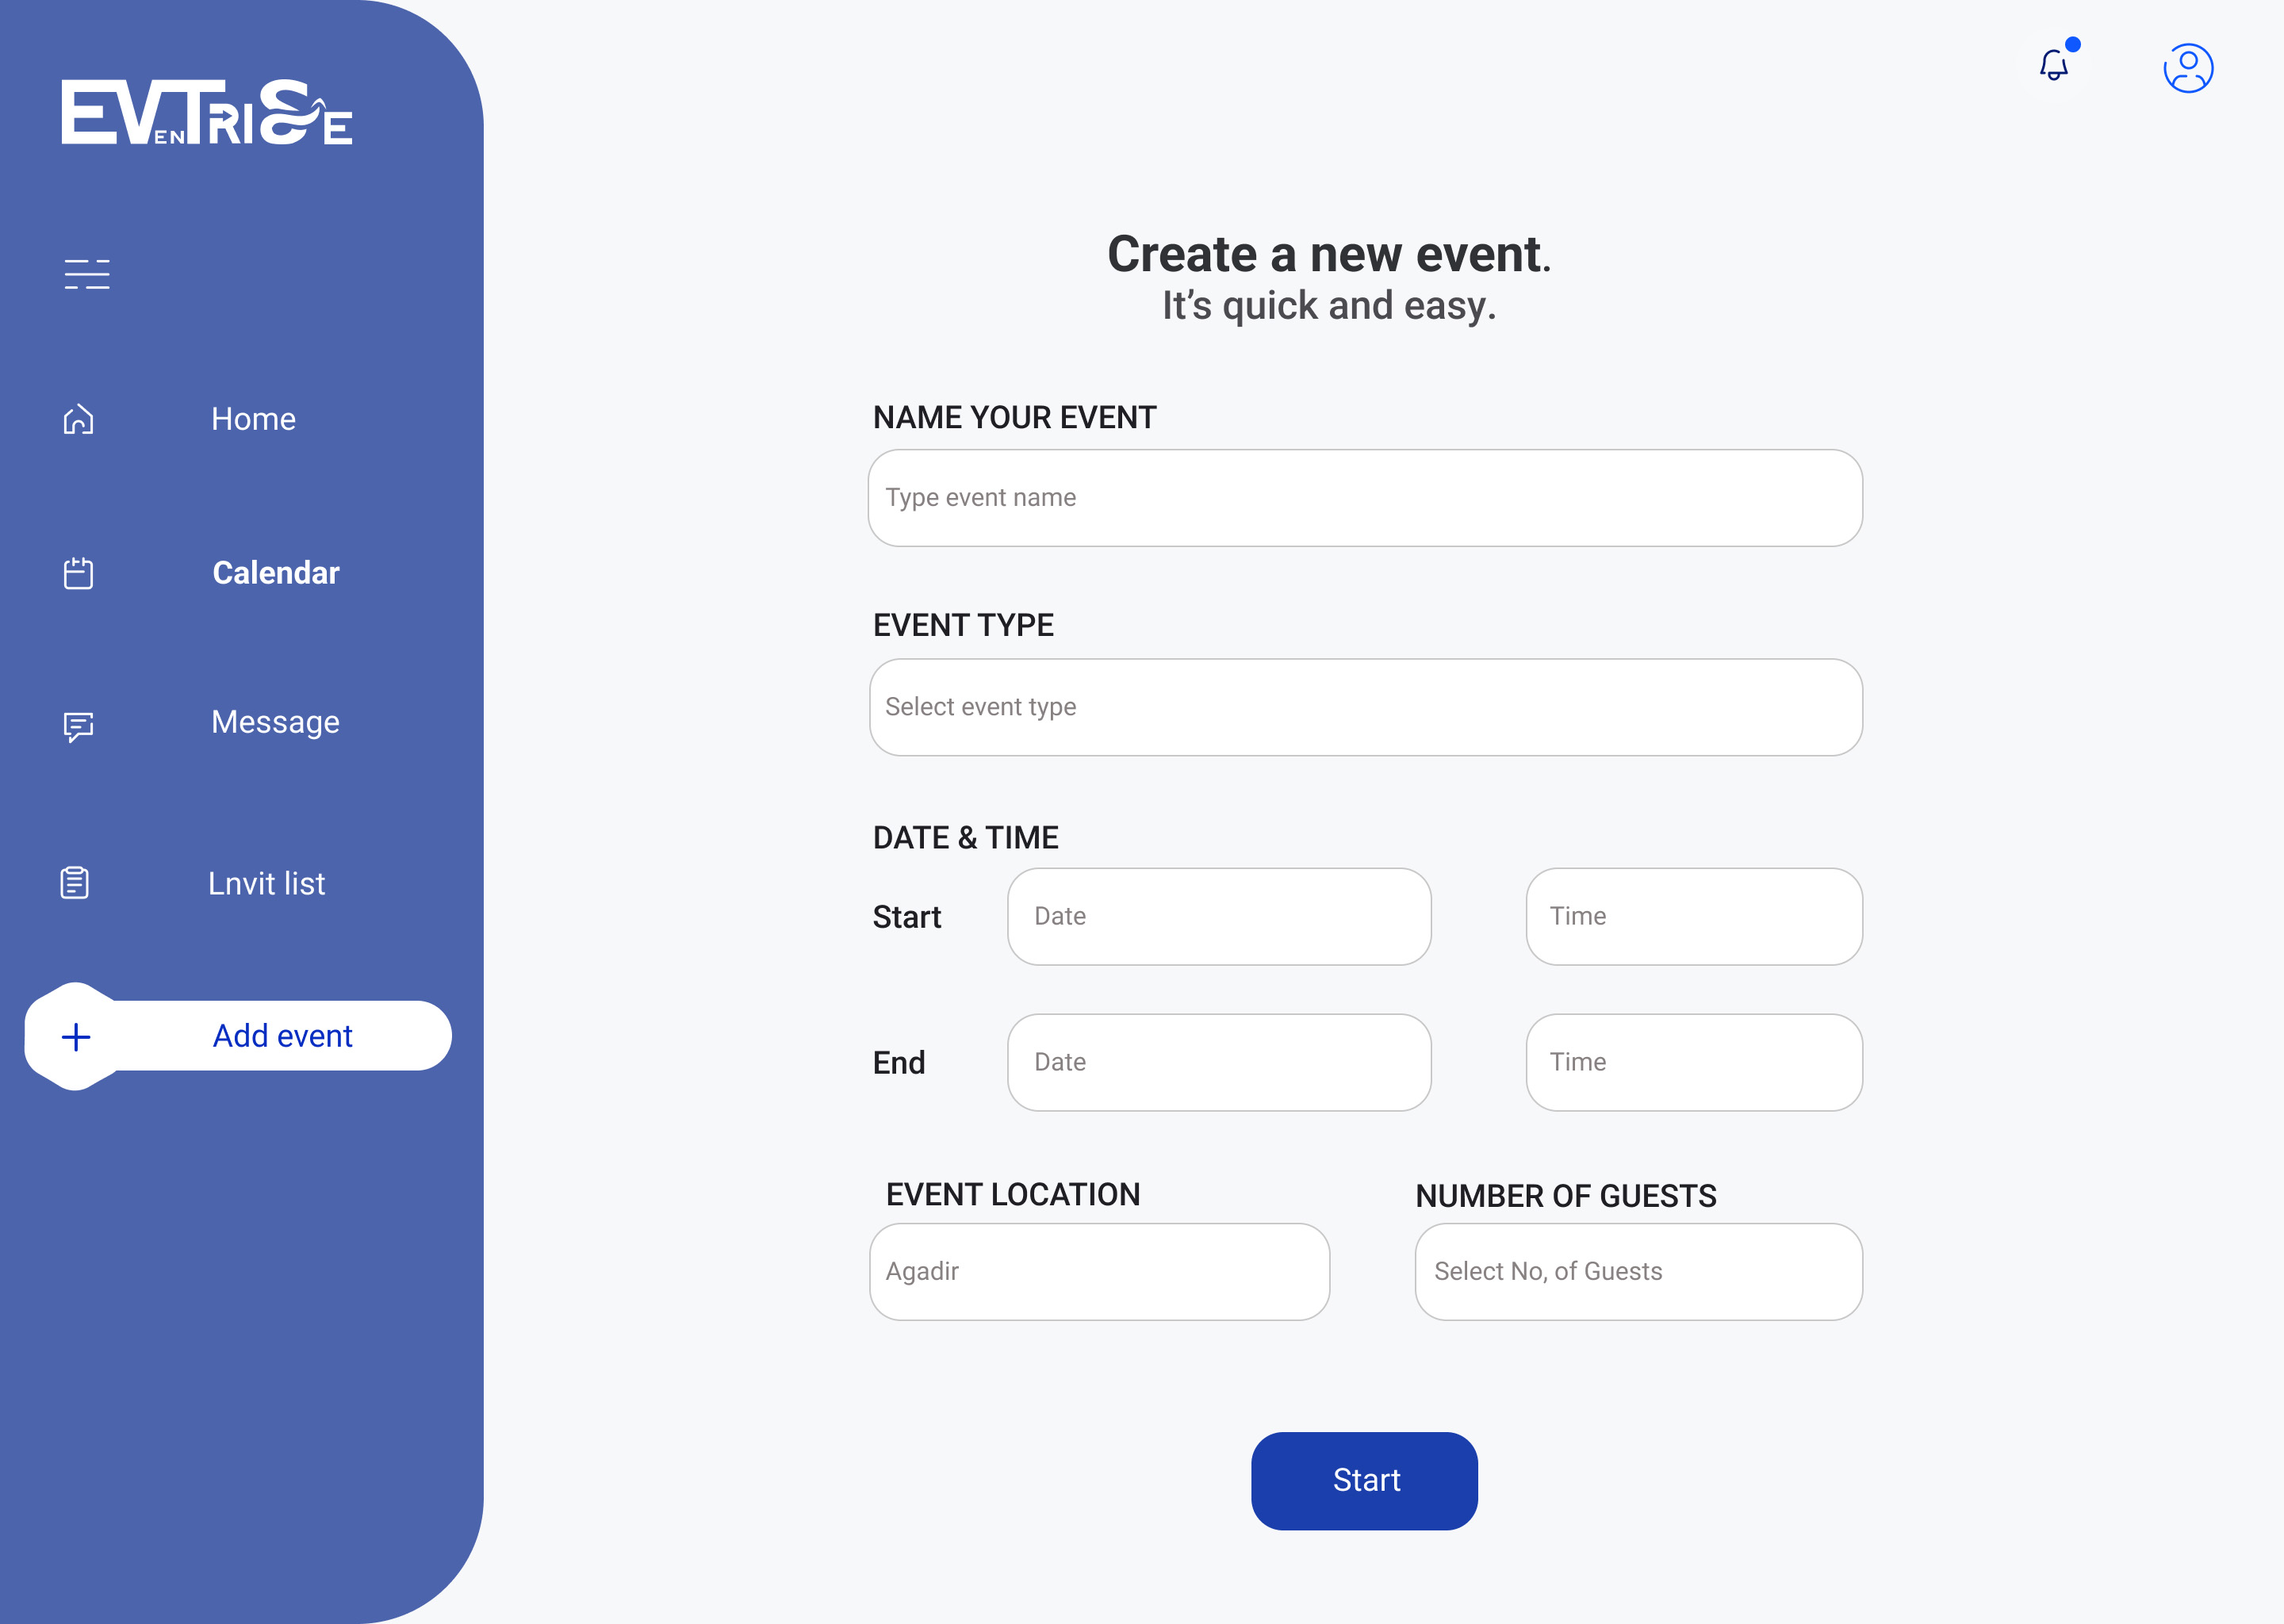 EVENTRISE
Home
Calendar
Message
Lnvit list
Add event
Create a new event.
It’s quick and easy.
NAME YOUR EVENT
Type event name
EVENT TYPE
Select event type
DATE & TIME
Start Date Time
End Date Time
EVENT LOCATION NUMBER OF GUESTS
Agadir Select No, of Guests
Start